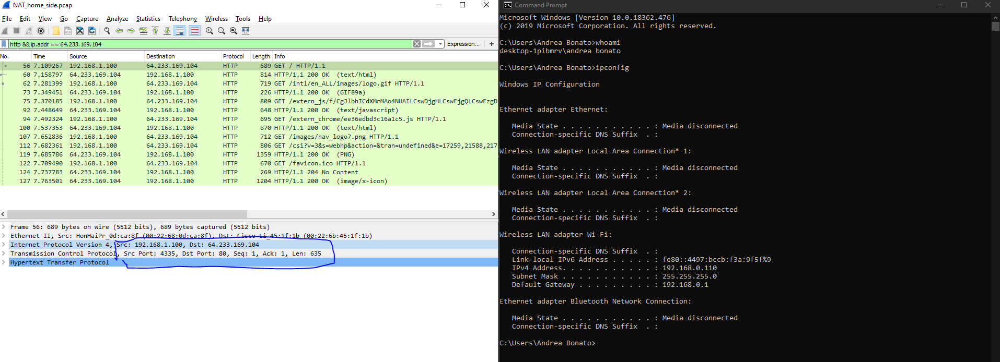 NAT_home_side.pcap
File Edit View Go Capture Analyze Statistics Telephony Wireless Tools Help
http && ip.addr == 64.233.169.104
Expression... +
No. Time Source Destination Protocol Length Info
56 7.109267 192.168.1.100 64.233.169.104 HTTP 689 GET / HTTP/1.1
60 7.158797 64.233.169.104 192.168.1.100 HTTP 814 HTTP/1.1 200 OK (text/html)
62 7.281399 192.168.1.100 64.233.169.104 HTTP 719 GET /intl/en_ALL/images/logo.gif HTTP/1.1
73 7.349451 64.233.169.104 192.168.1.100 HTTP 226 HTTP/1.1 200 OK (GIF89a)
75 7.370185 192.168.1.100 64.233.169.104 HTTP 809 GET /extern_js/f/CgJlbhICdXMrMAo4NUAILCswDjgHLCswFjgQLCswFzgD
92 7.448649 64.233.169.104 192.168.1.100 HTTP 648 HTTP/1.1 200 OK (text/javascript)
94 7.492324 192.168.1.100 64.233.169.104 HTTP 695 GET /extern_chrome/ee36edbd3c16a1c5.js HTTP/1.1
100 7.537353 64.233.169.104 192.168.1.100 HTTP 870 HTTP/1.1 200 OK (text/html)
107 7.652836 192.168.1.100 64.233.169.104 HTTP 712 GET /images/nav_logo7.png HTTP/1.1
112 7.682361 192.168.1.100 64.233.169.104 HTTP 806 GET /csi?v=3&s=webhp&action=&tran=undefined&e=17259,21588,217
119 7.685786 64.233.169.104 192.168.1.100 HTTP 1359 HTTP/1.1 200 OK (PNG)
122 7.709490 192.168.1.100 64.233.169.104 HTTP 670 GET /favicon.ico HTTP/1.1
124 7.737783 64.233.169.104 192.168.1.100 HTTP 269 HTTP/1.1 204 No Content
127 7.763501 64.233.169.104 192.168.1.100 HTTP 1204 HTTP/1.1 200 OK (image/x-icon)
Frame 56: 689 bytes on wire (5512 bits), 689 bytes captured (5512 bits)
Ethernet II, Src: HonHaiPr_0d:ca:8f (00:22:68:0d:ca:8f), Dst: Cisco-Li_45:1f:1b (00:22:6b:45:1f:1b)
Internet Protocol Version 4, Src: 192.168.1.100, Dst: 64.233.169.104
Transmission Control Protocol, Src Port: 4335, Dst Port: 80, Seq: 1, Ack: 1, Len: 635
Hypertext Transfer Protocol
Command Prompt
Microsoft Windows [Version 10.0.18362.476]
(c) 2019 Microsoft Corporation. All rights reserved.
C:\Users\Andrea Bonato>whoami
desktop-1pibmrv\andrea bonato
C:\Users\Andrea Bonato>ipconfig
Windows IP Configuration
Ethernet adapter Ethernet:
Media State . . . . . . . . . . . : Media disconnected
Connection-specific DNS Suffix  . :
Wireless LAN adapter Local Area Connection* 1:
Media State . . . . . . . . . . . : Media disconnected
Connection-specific DNS Suffix  . :
Wireless LAN adapter Local Area Connection* 2:
Media State . . . . . . . . . . . : Media disconnected
Connection-specific DNS Suffix  . :
Wireless LAN adapter Wi-Fi:
Connection-specific DNS Suffix  . :
Link-local IPv6 Address . . . . . : fe80::4497:bccb:f3a:9f5f%9
IPv4 Address. . . . . . . . . . . : 192.168.0.110
Subnet Mask . . . . . . . . . . . : 255.255.255.0
Default Gateway . . . . . . . . . : 192.168.0.1
Ethernet adapter Bluetooth Network Connection:
Media State . . . . . . . . . . . : Media disconnected
Connection-specific DNS Suffix  . :
C:\Users\Andrea Bonato>